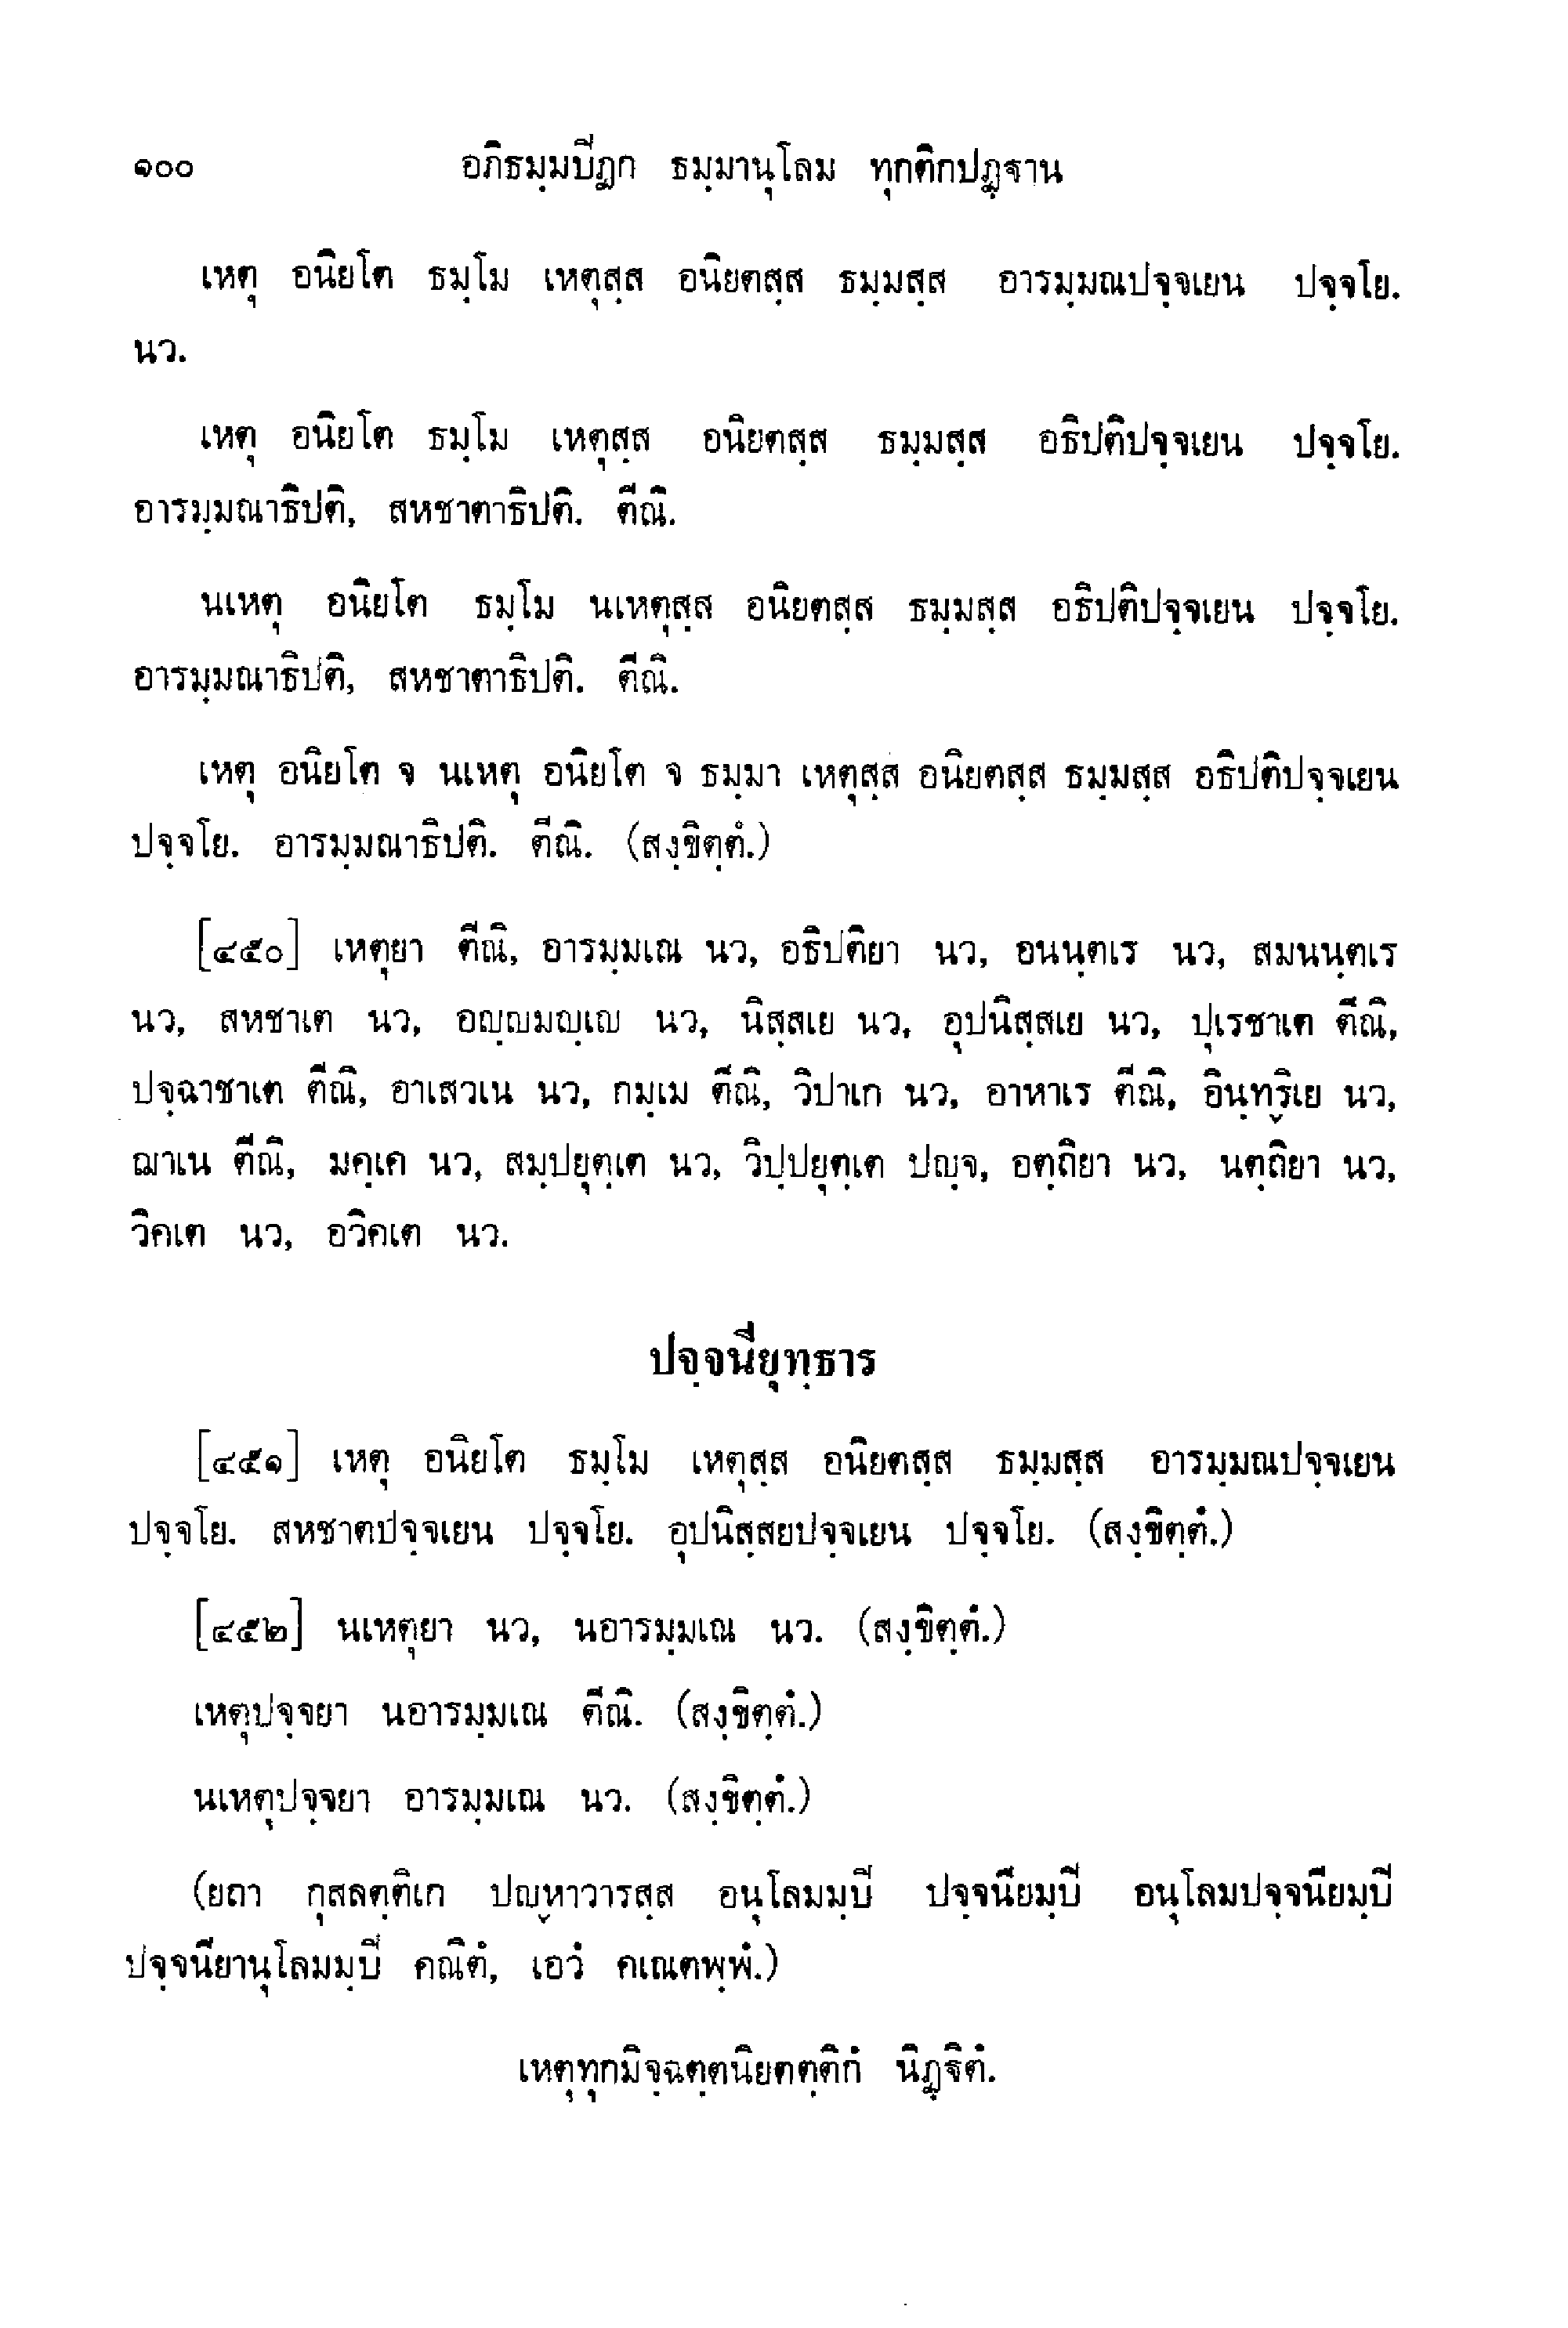 ๑๐๐ อภิธมฺมปิฏก ธมฺมานุโลม ทุกติกปฏฺฐาน
เหตุ อนิยโต ธมฺโม เหตุสฺส อนิยตสฺส ธมฺมสฺส อารมฺมณปจฺจเยน ปจฺจโย.
นว.
เหตุ อนิยโต ธมฺโม เหตุสฺส อนิยตสฺส ธมฺมสฺส อธิปติปจฺจเยน ปจฺจโย.
อารมฺมณาธิปติ, สหชาตาธิปติ. ตีณิ.
นเหตุ อนิยโต ธมฺโม นเหตุสฺส อนิยตสฺส ธมฺมสฺส อธิปติปจฺจเยน ปจฺจโย.
อารมฺมณาธิปติ, สหชาตาธิปติ. ตีณิ.
เหตุ อนิยโต จ นเหตุ อนิยโต จ ธมฺมา เหตุสฺส อนิยตสฺส ธมฺมสฺส อธิปติปจฺจเยน
ปจฺจโย. อารมฺมณาธิปติ. ตีณิ. (สงฺขิตฺตํ.)
[๔๕๐] เหตุยา ตีณิ, อารมฺมเณ นว, อธิปติยา นว, อนนฺตเร นว, สมนนฺตเร
นว, สหชาเต นว, อญฺญมญฺเญ นว, นิสฺสเย นว, อุปนิสฺสเย นว, ปุเรชาเต ตีณิ,
ปจฺฉาชาเต ตีณิ, อาเสวเน นว, กมฺเม ตีณิ, วิปาเก นว, อาหาเร ตีณิ, อินฺทฺริเย นว,
ฌาเน ตีณิ, มคฺเค นว, สมฺปยุตฺเต นว, วิปฺปยุตฺเต ปญฺจ, อตฺถิยา นว, นตฺถิยา นว,
วิคเต นว, อวิคเต นว.
ปจฺจนียุทฺธาร
[๔๕๑] เหตุ อนิยโต ธมฺโม เหตุสฺส อนิยตสฺส ธมฺมสฺส อารมฺมณปจฺจเยน
ปจฺจโย. สหชาตปจฺจเยน ปจฺจโย. อุปนิสฺสยปจฺจเยน ปจฺจโย. (สงฺขิตฺตํ.)
[๔๕๒] นเหตุยา นว, นอารมฺมเณ นว. (สงฺขิตฺตํ.)
เหตุปจฺจยา นอารมฺมเณ ตีณิ. (สงฺขิตฺตํ.)
นเหตุปจฺจยา อารมฺมเณ นว. (สงฺขิตฺตํ.)
(ยถา กุสลตฺติเก ปญฺหาวารสฺส อนุโลมมฺปิ ปจฺจนียมฺปิ อนุโลมปจฺจนียมฺปิ
ปจฺจนียานุโลมมฺปิ คณิตํ, เอวํ คเณตพฺพํ.)
เหตุทุกมิจฺฉตฺตนิยตตฺติกํ นิฏฺฐิตํ.